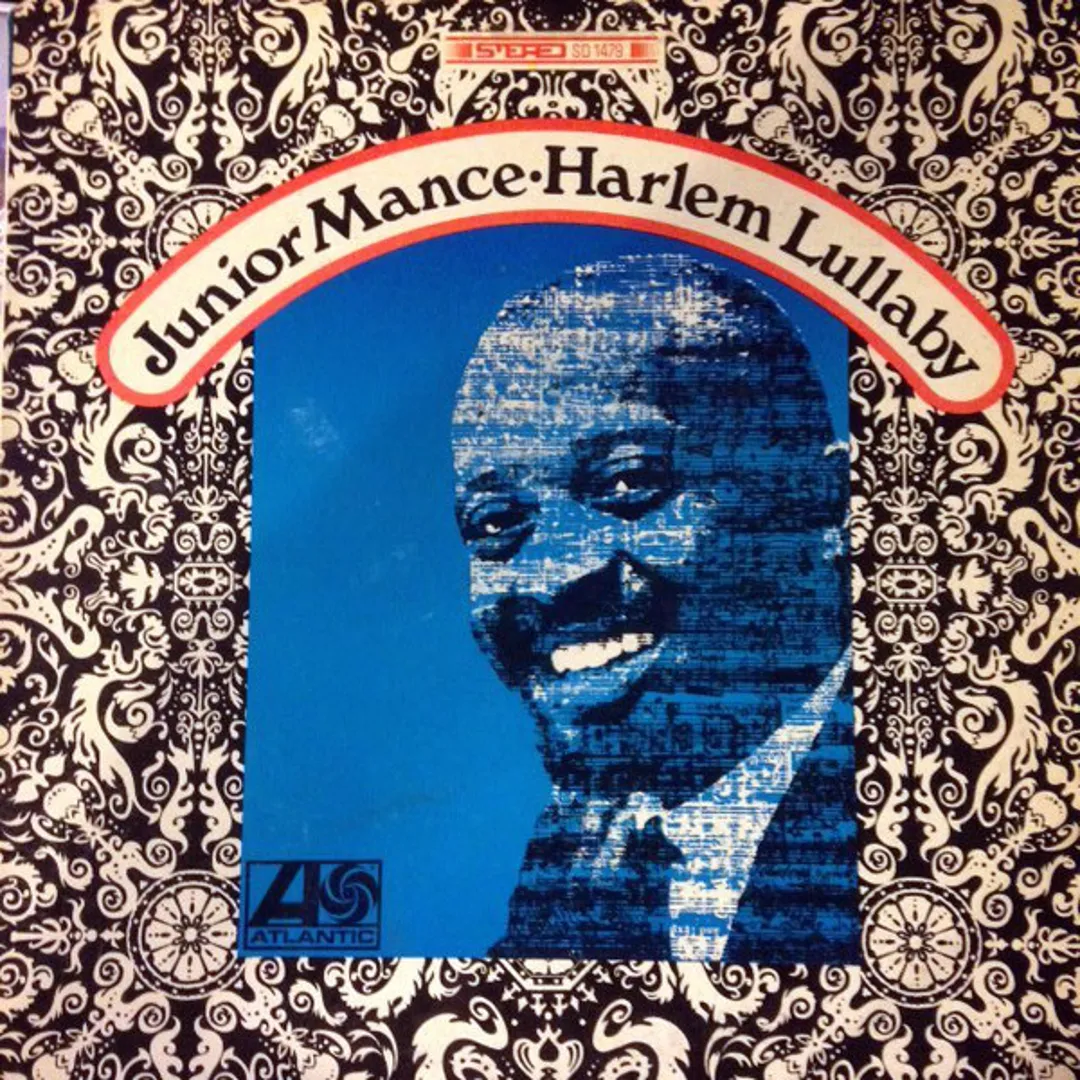 STEREO SD 1479
Junior Mance·Harlem Lullaby
ATLANTIC